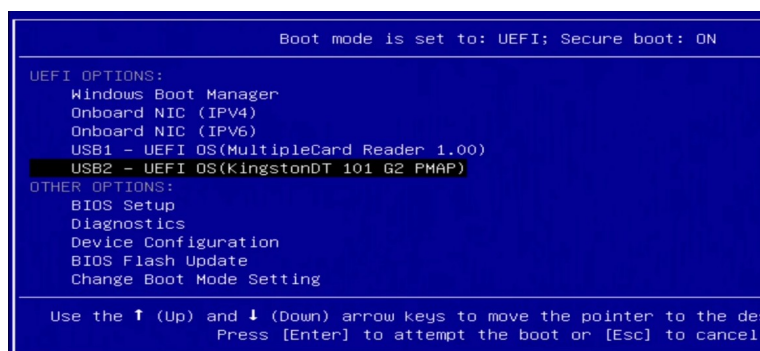 Boot mode is set to: UEFI; Secure boot: ON
UEFI OPTIONS:
Windows Boot Manager
Onboard NIC (IPV4)
Onboard NIC (IPV6)
USB1 - UEFI OS(MultipleCard Reader 1.00)
USB2 - UEFI OS(KingstonDT 101 G2 PMAP)
OTHER OPTIONS:
BIOS Setup
Diagnostics
Device Configuration
BIOS Flash Update
Change Boot Mode Setting
Use the ↑ (Up) and ↓ (Down) arrow keys to move the pointer to the de
Press [Enter] to attempt the boot or [Esc] to cancel